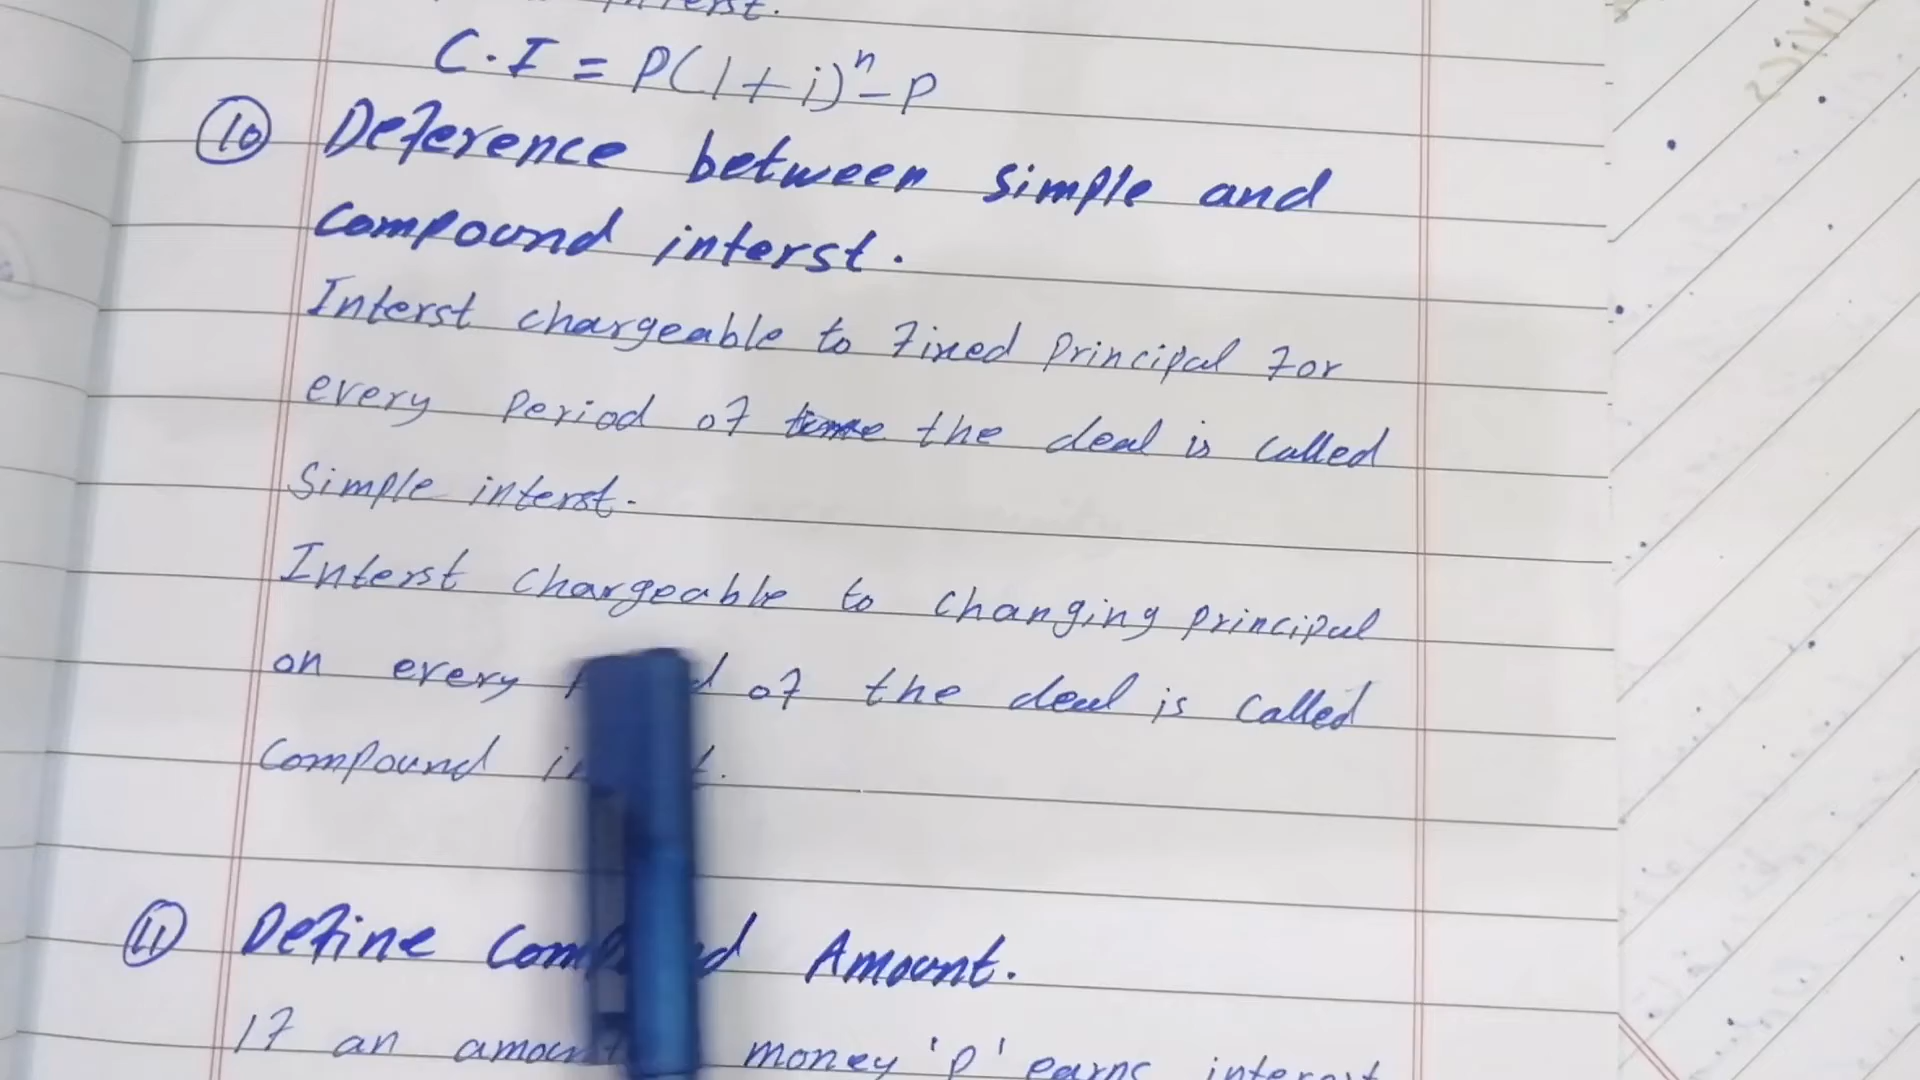 C.I = P(1+i)^n - P
10 Deference between simple and
Compound interst.
Interst chargeable to Fixed Principal For
every Period of the deal is called
Simple interst.
Interst chargeable to changing principal
on every of the deal is called
Compound
11 Define Amount.
If an money 'P' earns interest